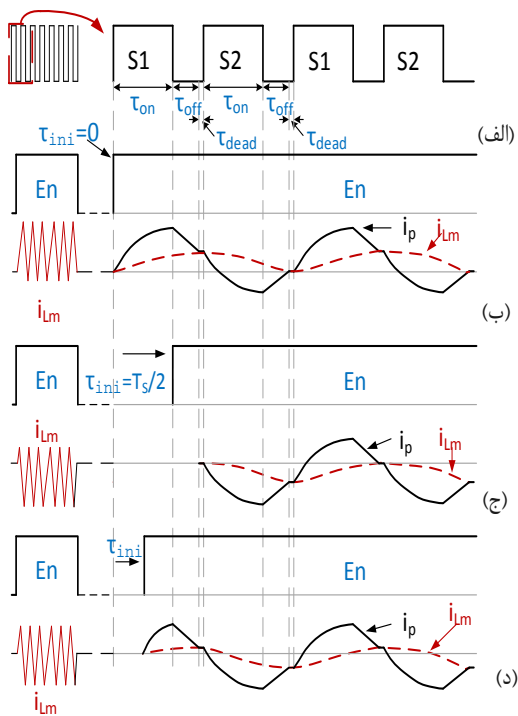 S1 S2 S1 S2
τon τoff τon τoff
τdead τdead
(الف)
τini=0
En En
ip iLm
iLm
(ب)
En τini=TS/2 En
iLm ip iLm
(ج)
τini
En En
ip iLm
iLm
(د)